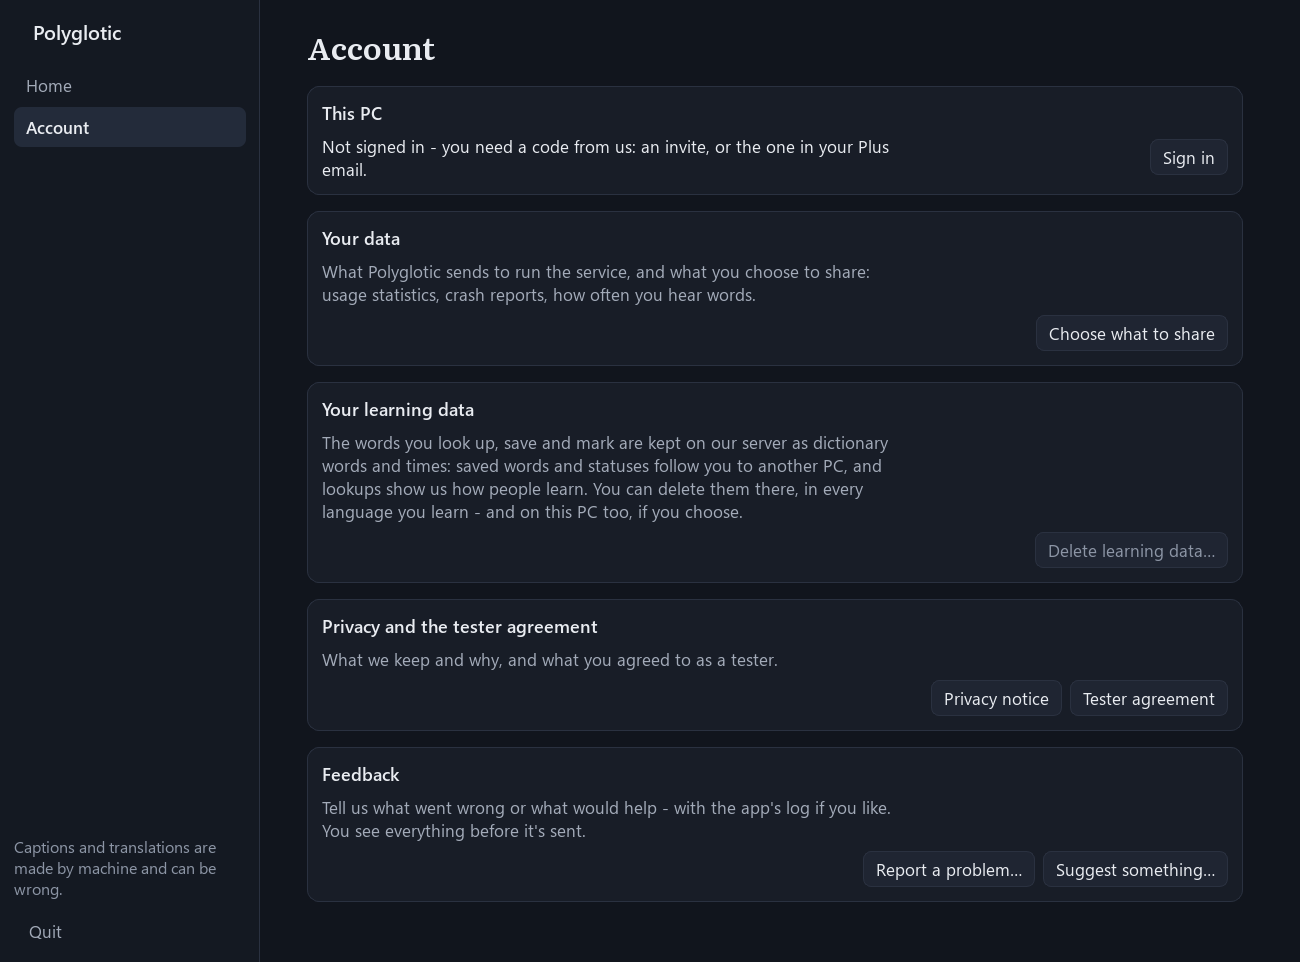 Polyglotic
Home
Account
Captions and translations are
made by machine and can be
wrong.
Quit
Account
This PC
Not signed in - you need a code from us: an invite, or the one in your Plus
email.
Sign in
Your data
What Polyglotic sends to run the service, and what you choose to share:
usage statistics, crash reports, how often you hear words.
Choose what to share
Your learning data
The words you look up, save and mark are kept on our server as dictionary
words and times: saved words and statuses follow you to another PC, and
lookups show us how people learn. You can delete them there, in every
language you learn - and on this PC too, if you choose.
Delete learning data...
Privacy and the tester agreement
What we keep and why, and what you agreed to as a tester.
Privacy notice
Tester agreement
Feedback
Tell us what went wrong or what would help - with the app's log if you like.
You see everything before it's sent.
Report a problem...
Suggest something...